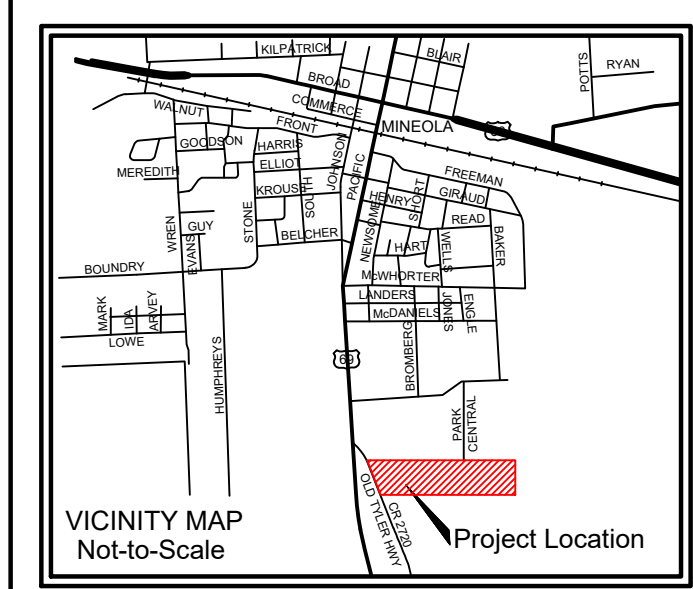 KILPATRICK
BLAIR
POTTS
RYAN
BROAD
COMMERCE
WALNUT
FRONT
MINEOLA
GOODSON
HARRIS
JOHNSON
MEREDITH
ELLIOT
PACIFIC
FREEMAN
KROUSE
SOUTH
HENRY
SHORT
GIRAUD
STONE
READ
WREN
GUY
EVANS
BELCHER
NEWSOME
HART
WELLS
BAKER
BOUNDRY
McWHORTER
LANDERS
JONES
ENGLE
MARK
IDA
ARVEY
McDANIELS
LOWE
HUMPHREYS
69
BROMBERG
PARK
CENTRAL
OLD TYLER HWY
CR 2720
VICINITY MAP
Not-to-Scale
Project Location